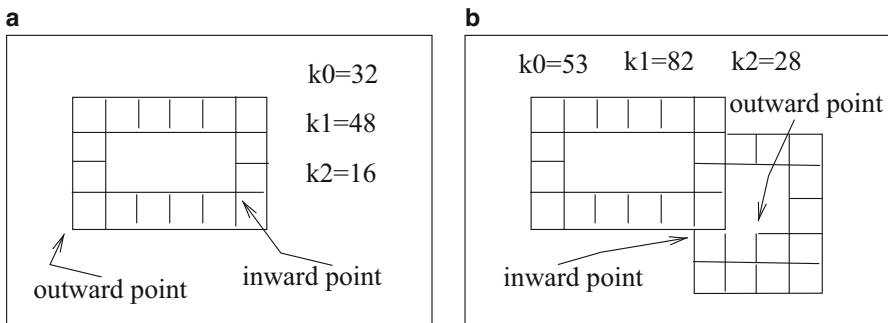 a
k0=32
k1=48
k2=16
outward point
inward point
b
k0=53 k1=82 k2=28
outward point
inward point